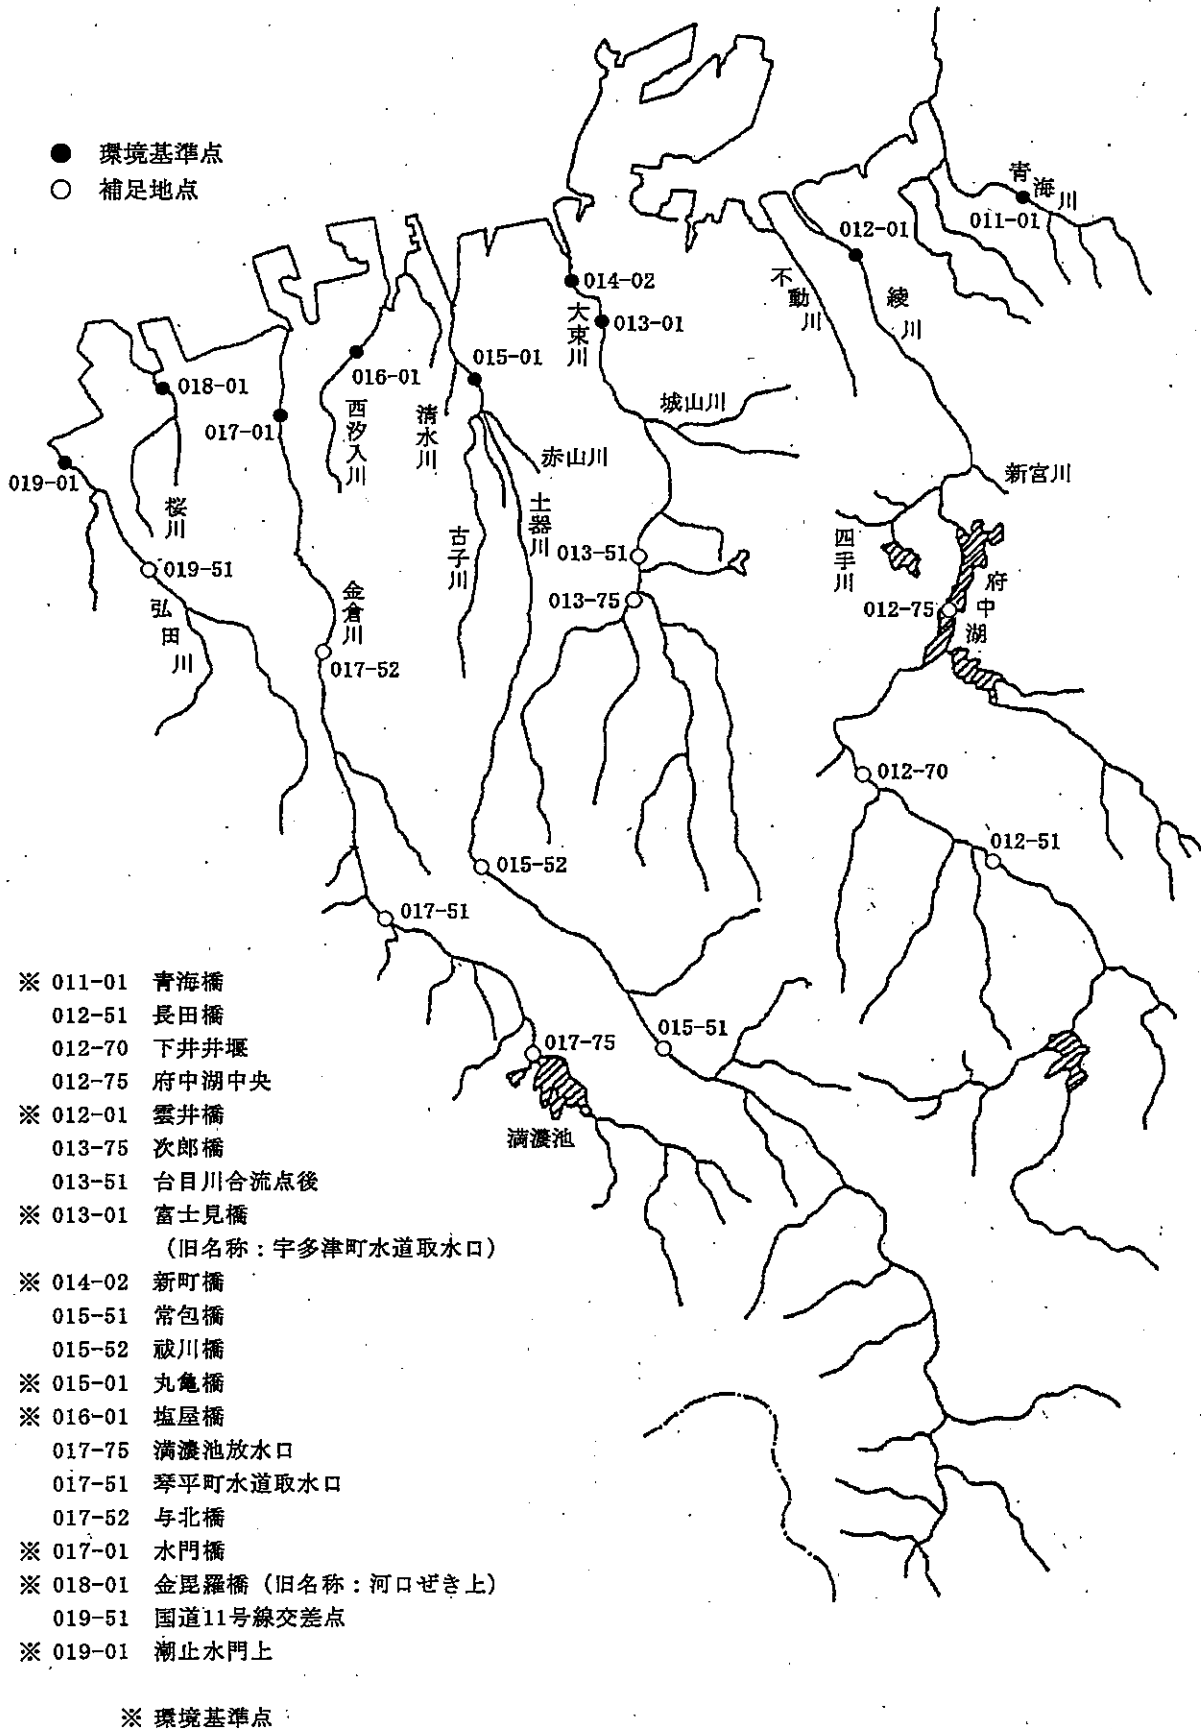 ● 環境基準点
○ 補足地点
青海川
011-01
012-01
綾川
不動川
014-02
大束川
013-01
015-01
016-01
018-01
017-01
西汐入川
清水川
城山川
赤山川
019-01
桜川
土器川
古子川
新宮川
四手川
013-51
013-75
012-75
府中湖
019-51
弘田川
金倉川
017-52
012-70
012-51
015-52
017-51
017-75
015-51
満濃池
※ 011-01 青海橋
012-51 長田橋
012-70 下井井堰
012-75 府中湖中央
※ 012-01 雲井橋
013-75 次郎橋
013-51 台目川合流点後
※ 013-01 富士見橋
(旧名称：宇多津町水道取水口)
※ 014-02 新町橋
015-51 常包橋
015-52 祓川橋
※ 015-01 丸亀橋
※ 016-01 塩屋橋
017-75 満濃池放水口
017-51 琴平町水道取水口
017-52 与北橋
※ 017-01 水門橋
※ 018-01 金毘羅橋 (旧名称：河口ぜき上)
019-51 国道11号線交差点
※ 019-01 潮止水門上
※ 環境基準点